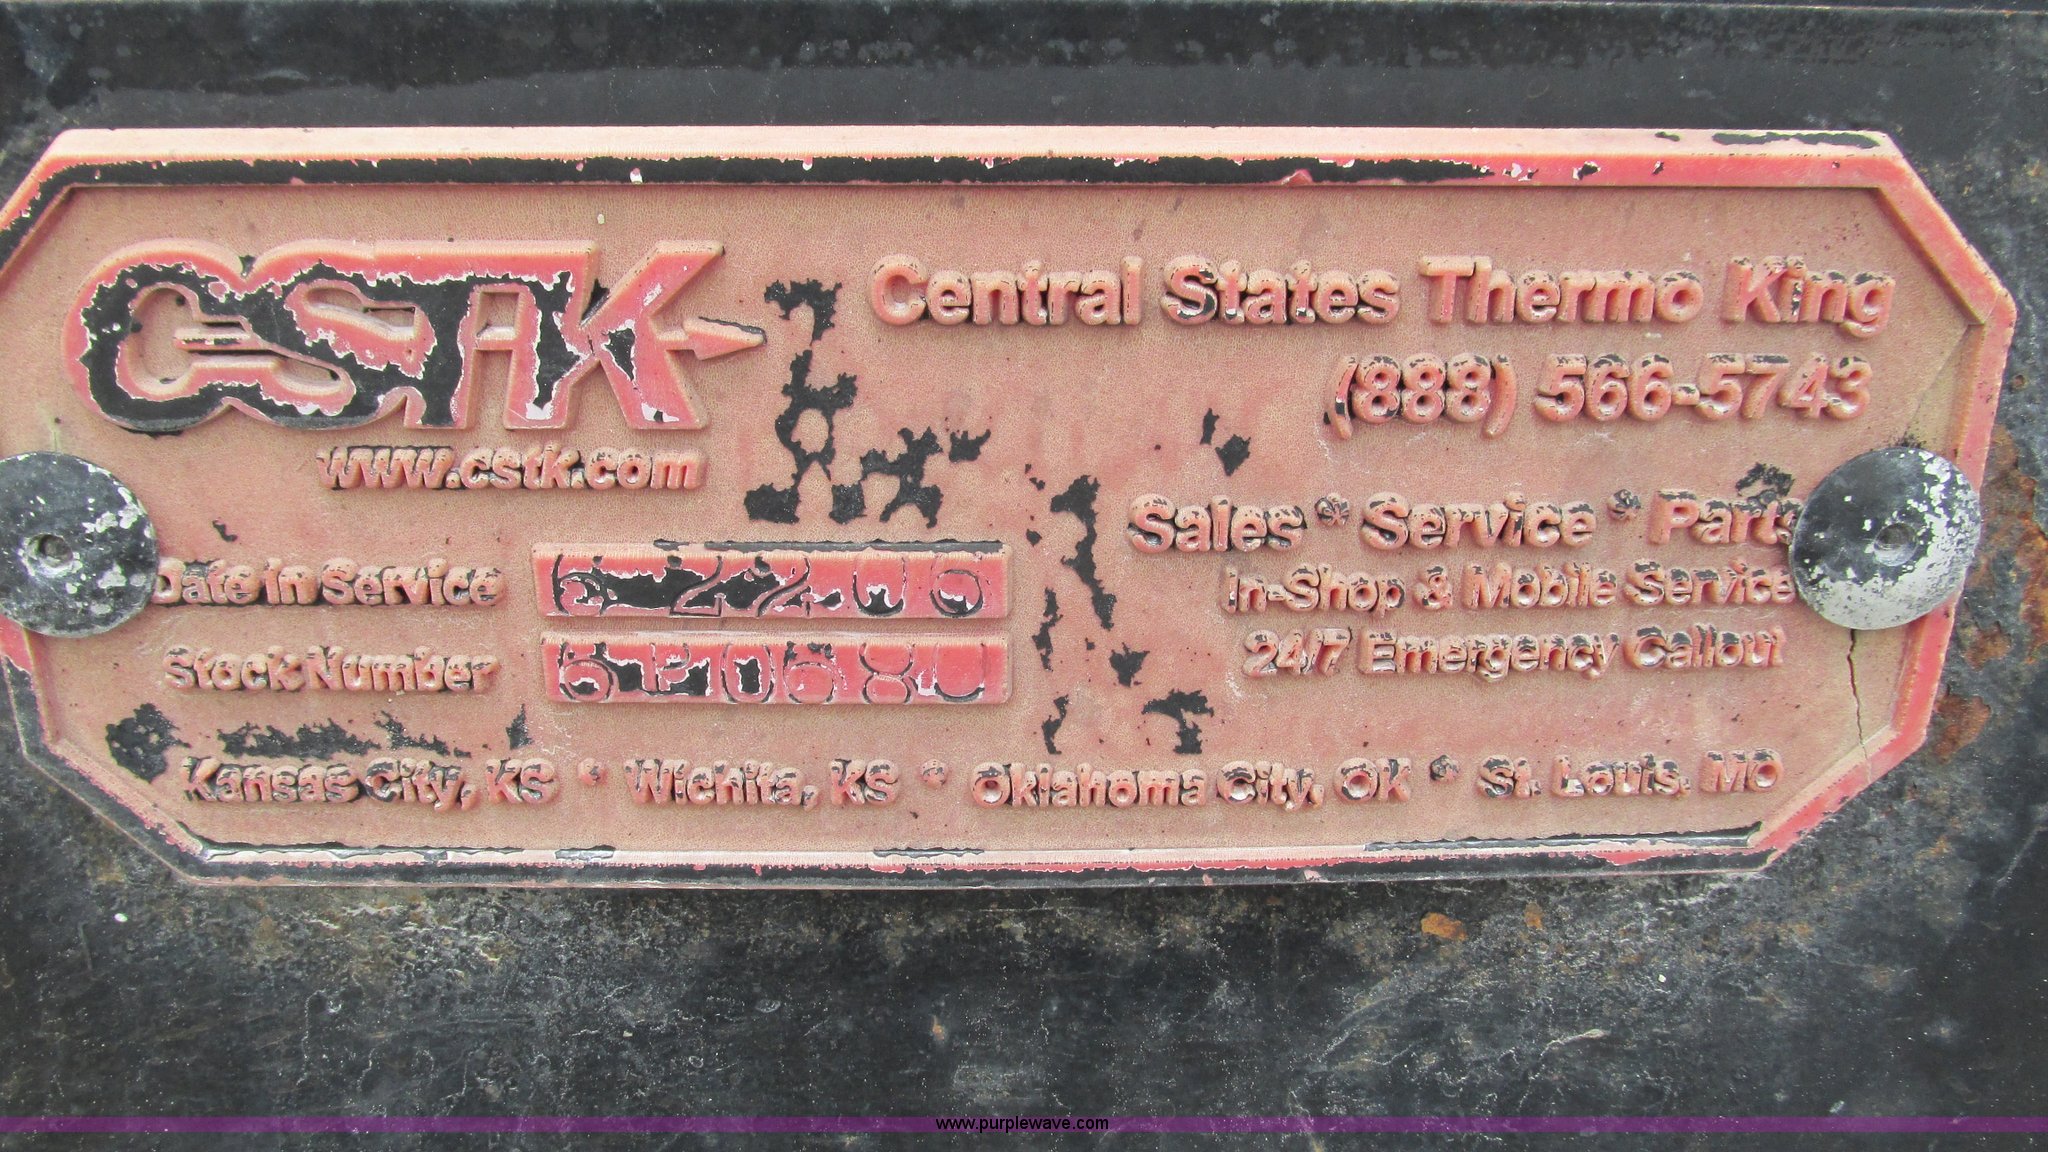 CSTK
www.cstk.com
Central States Thermo King
(888) 566-5743
Sales * Service * Parts
In-Shop & Mobile Service
24/7 Emergency Callout
Date In Service
Stock Number
Kansas City, KS * Wichita, KS * Oklahoma City, OK * St. Louis, MO
www.purplewave.com